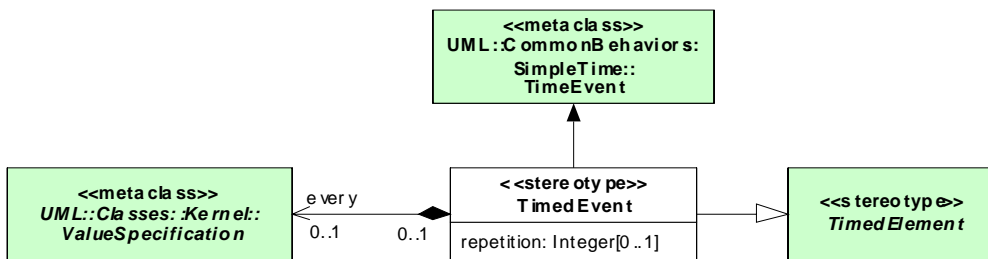 <<metaclass>>
UML::CommonBehaviors:
SimpleTime::
TimeEvent
<<metaclass>>
UML::Classes::Kernel::
ValueSpecification
every
0..1
0..1
<<stereotype>>
TimedEvent
repetition: Integer[0..1]
<<stereotype>>
TimedElement